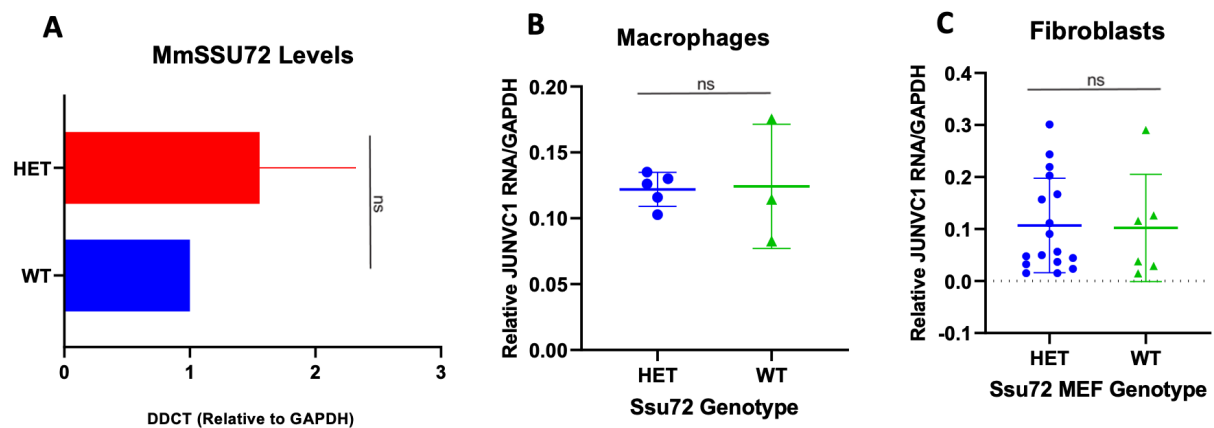 A
MmSSU72 Levels
HET
WT
ns
0 1 2 3
DDCT (Relative to GAPDH)
B
Macrophages
Relative JUNVC1 RNA/GAPDH
0.20
0.15
0.10
0.05
0.00
ns
HET WT
Ssu72 Genotype
C
Fibroblasts
Relative JUNVC1 RNA/GAPDH
0.4
0.3
0.2
0.1
0.0
-0.1
ns
HET WT
Ssu72 MEF Genotype